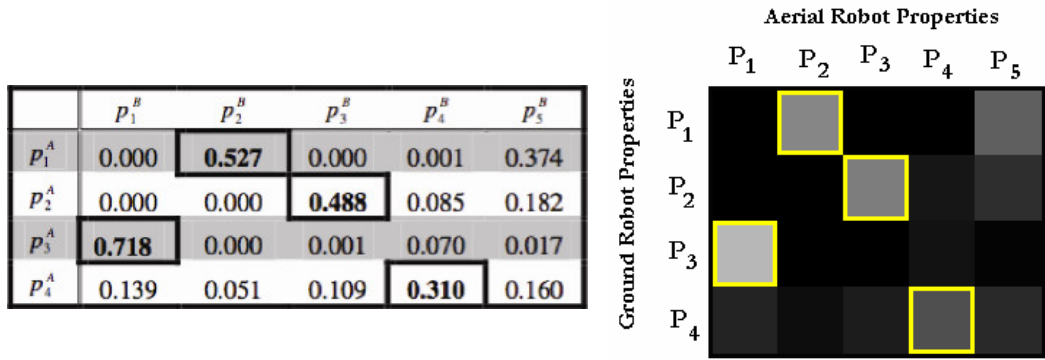 p₁ᴮ p₂ᴮ p₃ᴮ p₄ᴮ p₅ᴮ
p₁ᴬ 0.000 0.527 0.000 0.001 0.374
p₂ᴬ 0.000 0.000 0.488 0.085 0.182
p₃ᴬ 0.718 0.000 0.001 0.070 0.017
p₄ᴬ 0.139 0.051 0.109 0.310 0.160
Aerial Robot Properties
P₁ P₂ P₃ P₄ P₅
Ground Robot Properties
P₁
P₂
P₃
P₄